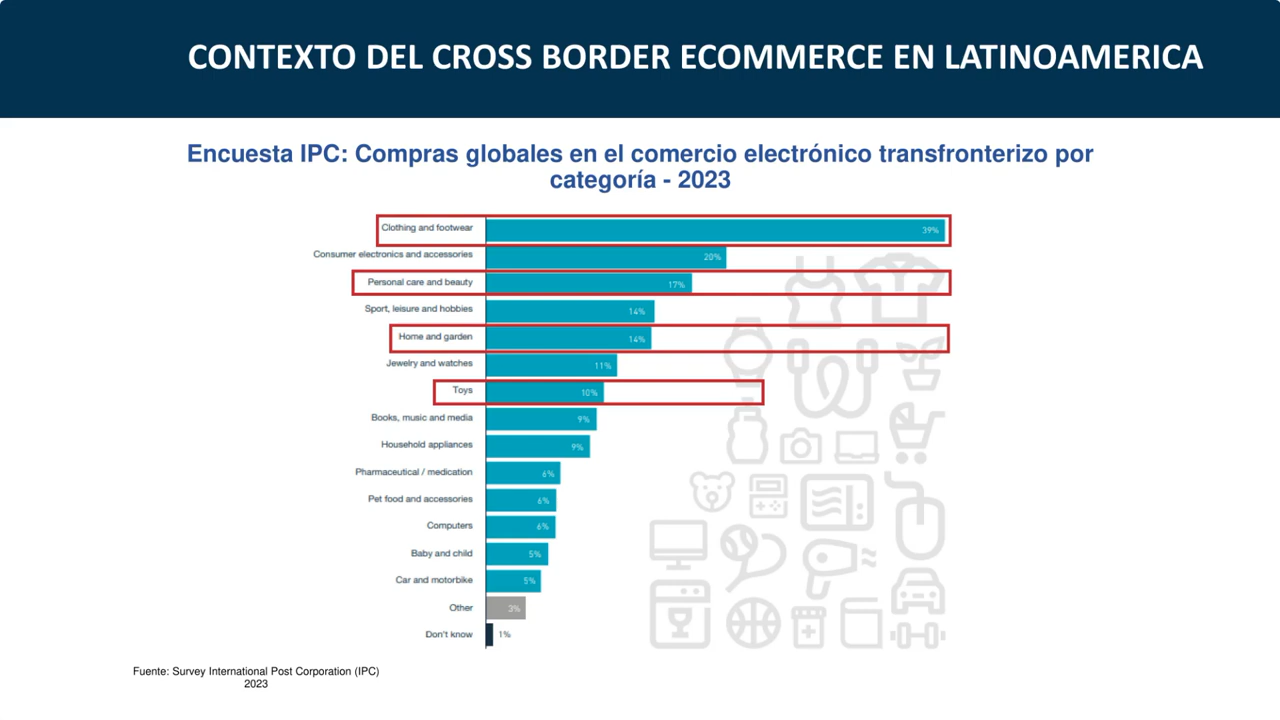 CONTEXTO DEL CROSS BORDER ECOMMERCE EN LATINOAMERICA
Encuesta IPC: Compras globales en el comercio electrónico transfronterizo por
categoría - 2023
Clothing and footwear 39%
Consumer electronics and accessories 20%
Personal care and beauty 17%
Sport, leisure and hobbies 14%
Home and garden 14%
Jewelry and watches 11%
Toys 10%
Books, music and media 9%
Household appliances 9%
Pharmaceutical / medication 6%
Pet food and accessories 6%
Computers 6%
Baby and child 5%
Car and motorbike 5%
Other 3%
Don't know 1%
Fuente: Survey International Post Corporation (IPC)
2023